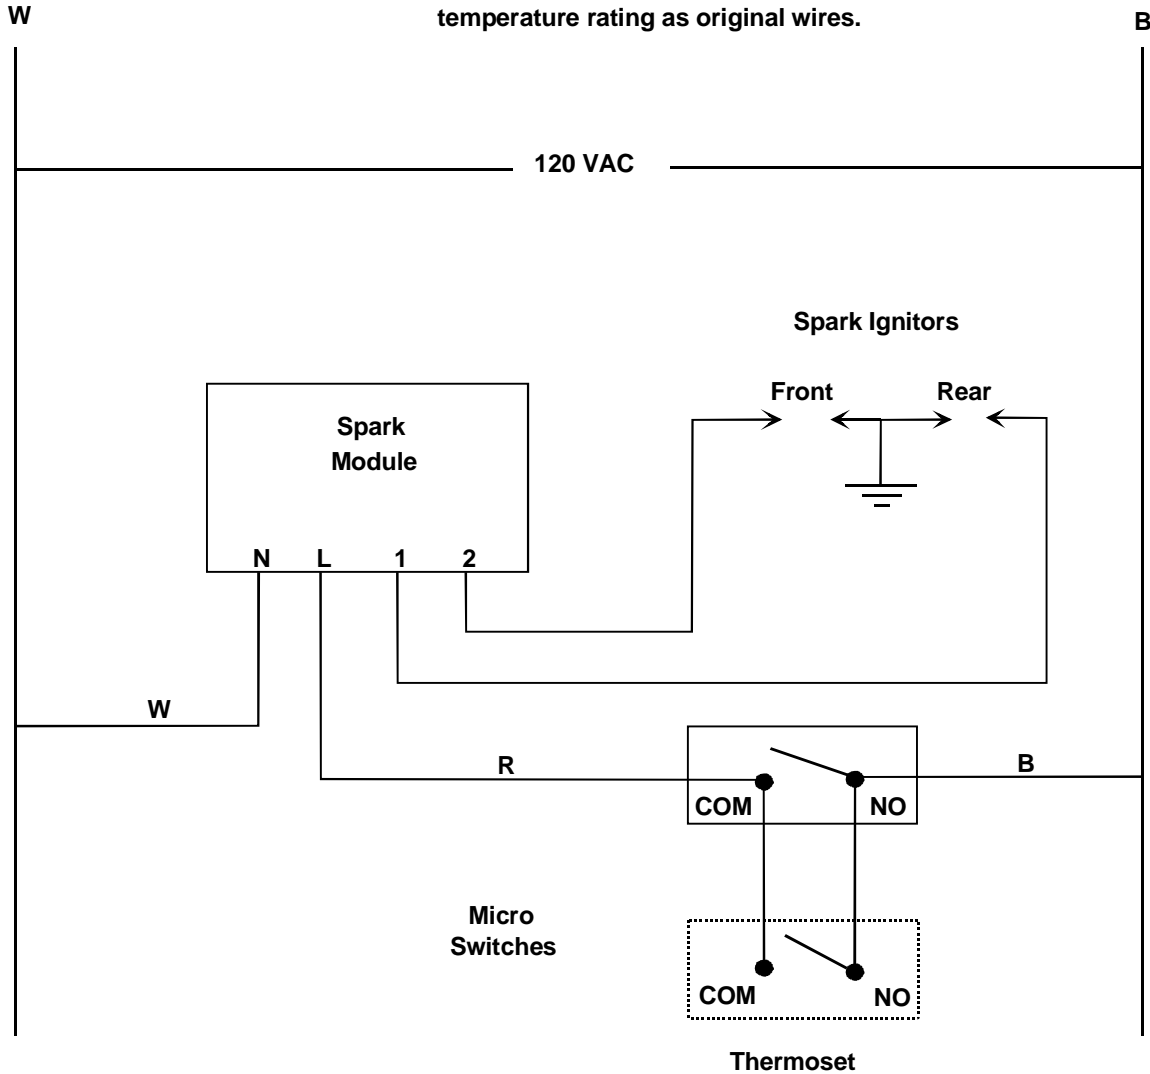 W
temperature rating as original wires.
B
120 VAC
Spark Ignitors
Front
Rear
Spark
Module
N
L
1
2
W
R
B
COM
NO
Micro
Switches
COM
NO
Thermoset